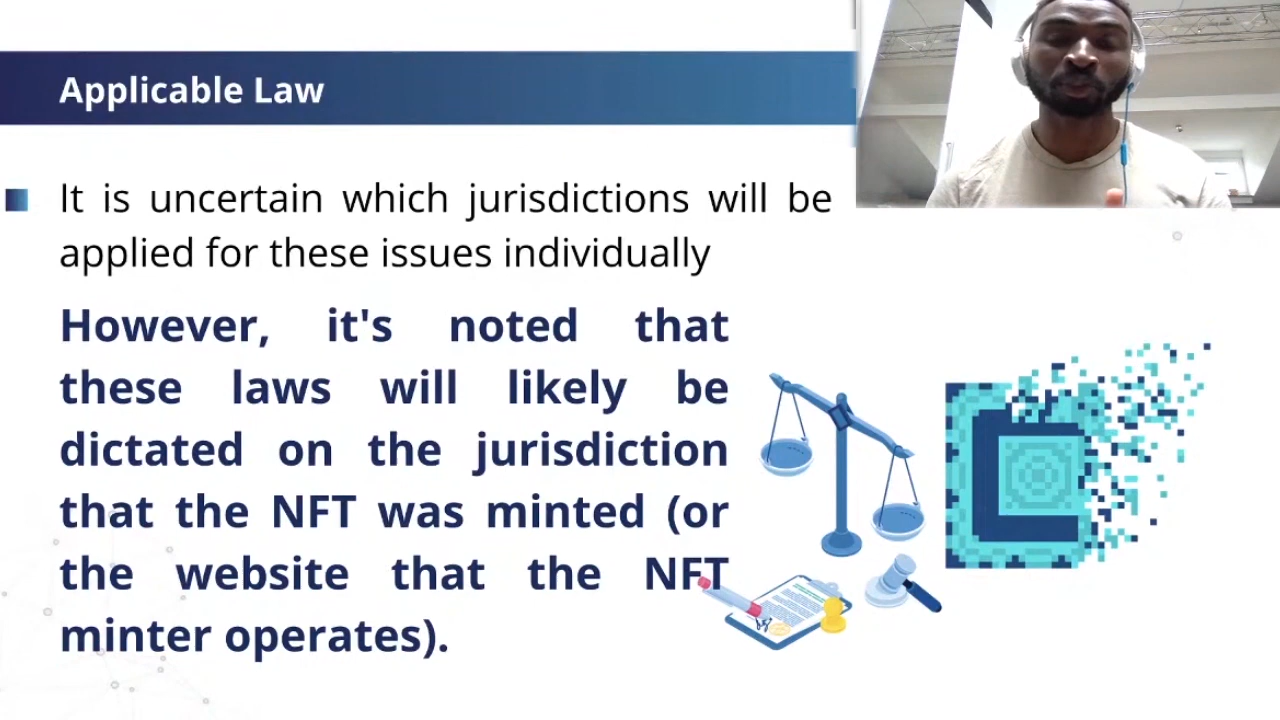 Applicable Law
It is uncertain which jurisdictions will be
applied for these issues individually
However, it's noted that
these laws will likely be
dictated on the jurisdiction
that the NFT was minted (or
the website that the NFT
minter operates).